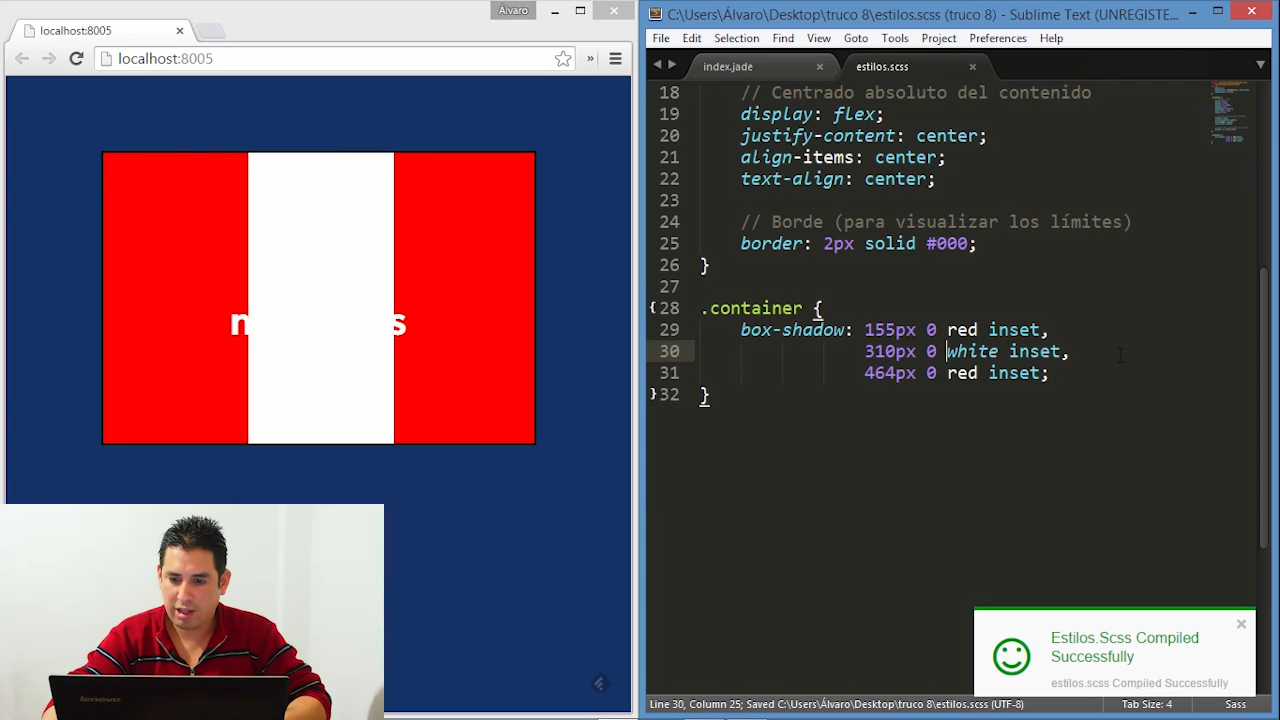 Álvaro
localhost:8005
localhost:8005
n s
C:\Users\Álvaro\Desktop\truco 8\estilos.scss (truco 8) - Sublime Text (UNREGISTE...
File Edit Selection Find View Goto Tools Project Preferences Help
index.jade estilos.scss
18 // Centrado absoluto del contenido
19 display: flex;
20 justify-content: center;
21 align-items: center;
22 text-align: center;
23
24 // Borde (para visualizar los límites)
25 border: 2px solid #000;
26 }
27
28 .container {
29 box-shadow: 155px 0 red inset,
30 310px 0 white inset,
31 464px 0 red inset;
32 }
Estilos.Scss Compiled
Successfully
estilos.scss Compiled Successfully
Line 30, Column 25; Saved C:\Users\Álvaro\Desktop\truco 8\estilos.scss (UTF-8) Tab Size: 4 Sass